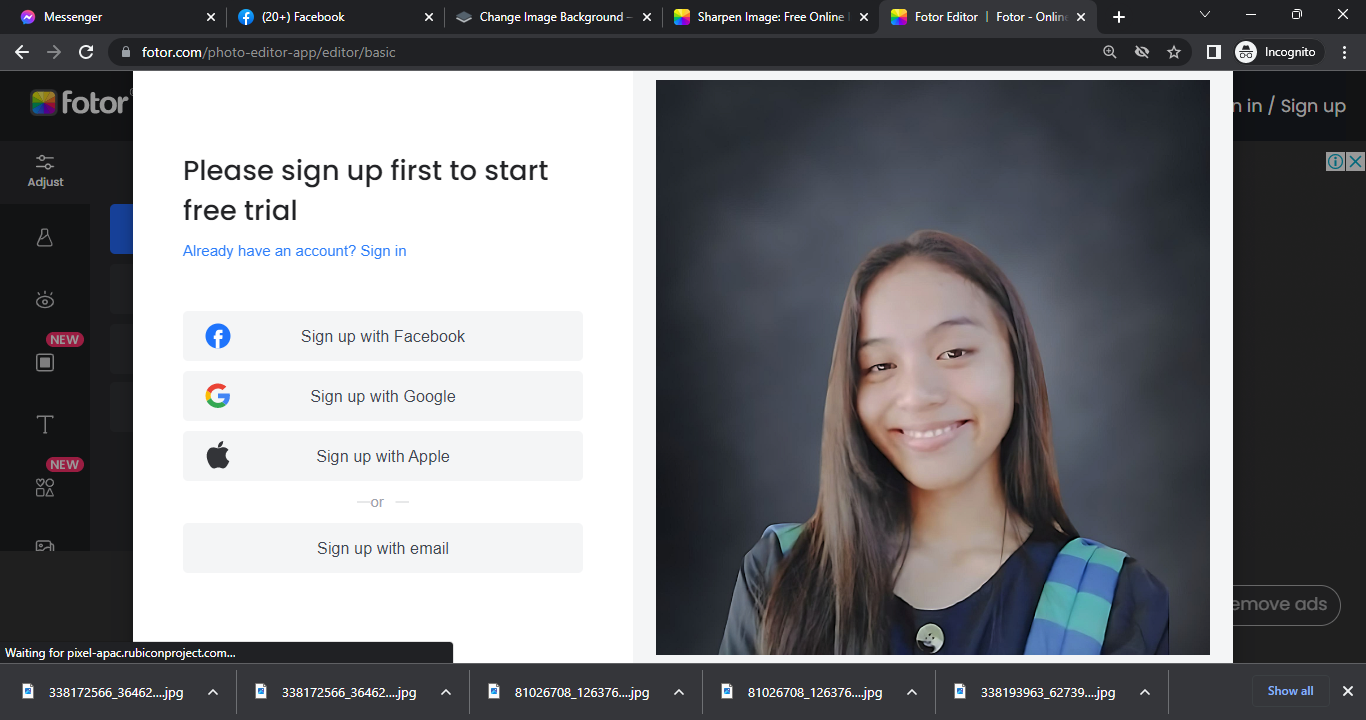 Messenger
(20+) Facebook
Change Image Background –
Sharpen Image: Free Online
Fotor Editor | Fotor - Online
fotor.com/photo-editor-app/editor/basic
Incognito
fotor
n in / Sign up
Adjust
NEW
NEW
Please sign up first to start
free trial
Already have an account? Sign in
Sign up with Facebook
Sign up with Google
Sign up with Apple
or
Sign up with email
emove ads
Waiting for pixel-apac.rubiconproject.com...
338172566_36462....jpg
338172566_36462....jpg
81026708_126376....jpg
81026708_126376....jpg
338193963_62739....jpg
Show all